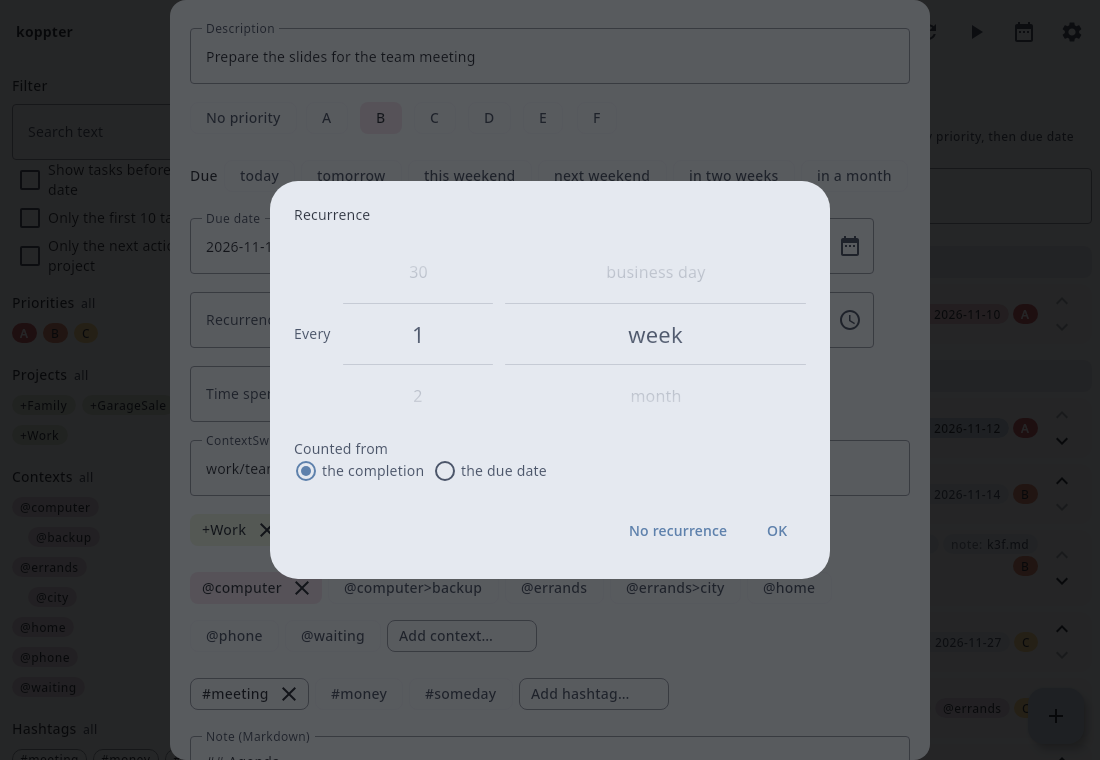 koppter
Filter
Search text
Show tasks before
date
Only the first 10 ta
Only the next actio
project
Priorities all
A B C
Projects all
+Family +GarageSale
+Work
Contexts all
@computer
@backup
@errands
@city
@home
@phone
@waiting
Hashtags all
#meeting #money
Description
Prepare the slides for the team meeting
No priority A B C D E F
Due today tomorrow this weekend next weekend in two weeks in a month
Due date
2026-11-1
Recurrenc
Time spen
ContextSw
work/tear
+Work
@computer @computer>backup @errands @errands>city @home
@phone @waiting Add context...
#meeting #money #someday Add hashtag...
Note (Markdown)
## Agenda
Recurrence
30 business day
Every 1 week
2 month
Counted from
the completion the due date
No recurrence OK
priority, then due date
2026-11-10 A
2026-11-12 A
2026-11-14 B
note: k3f.md
B
2026-11-27 C
@errands C
+